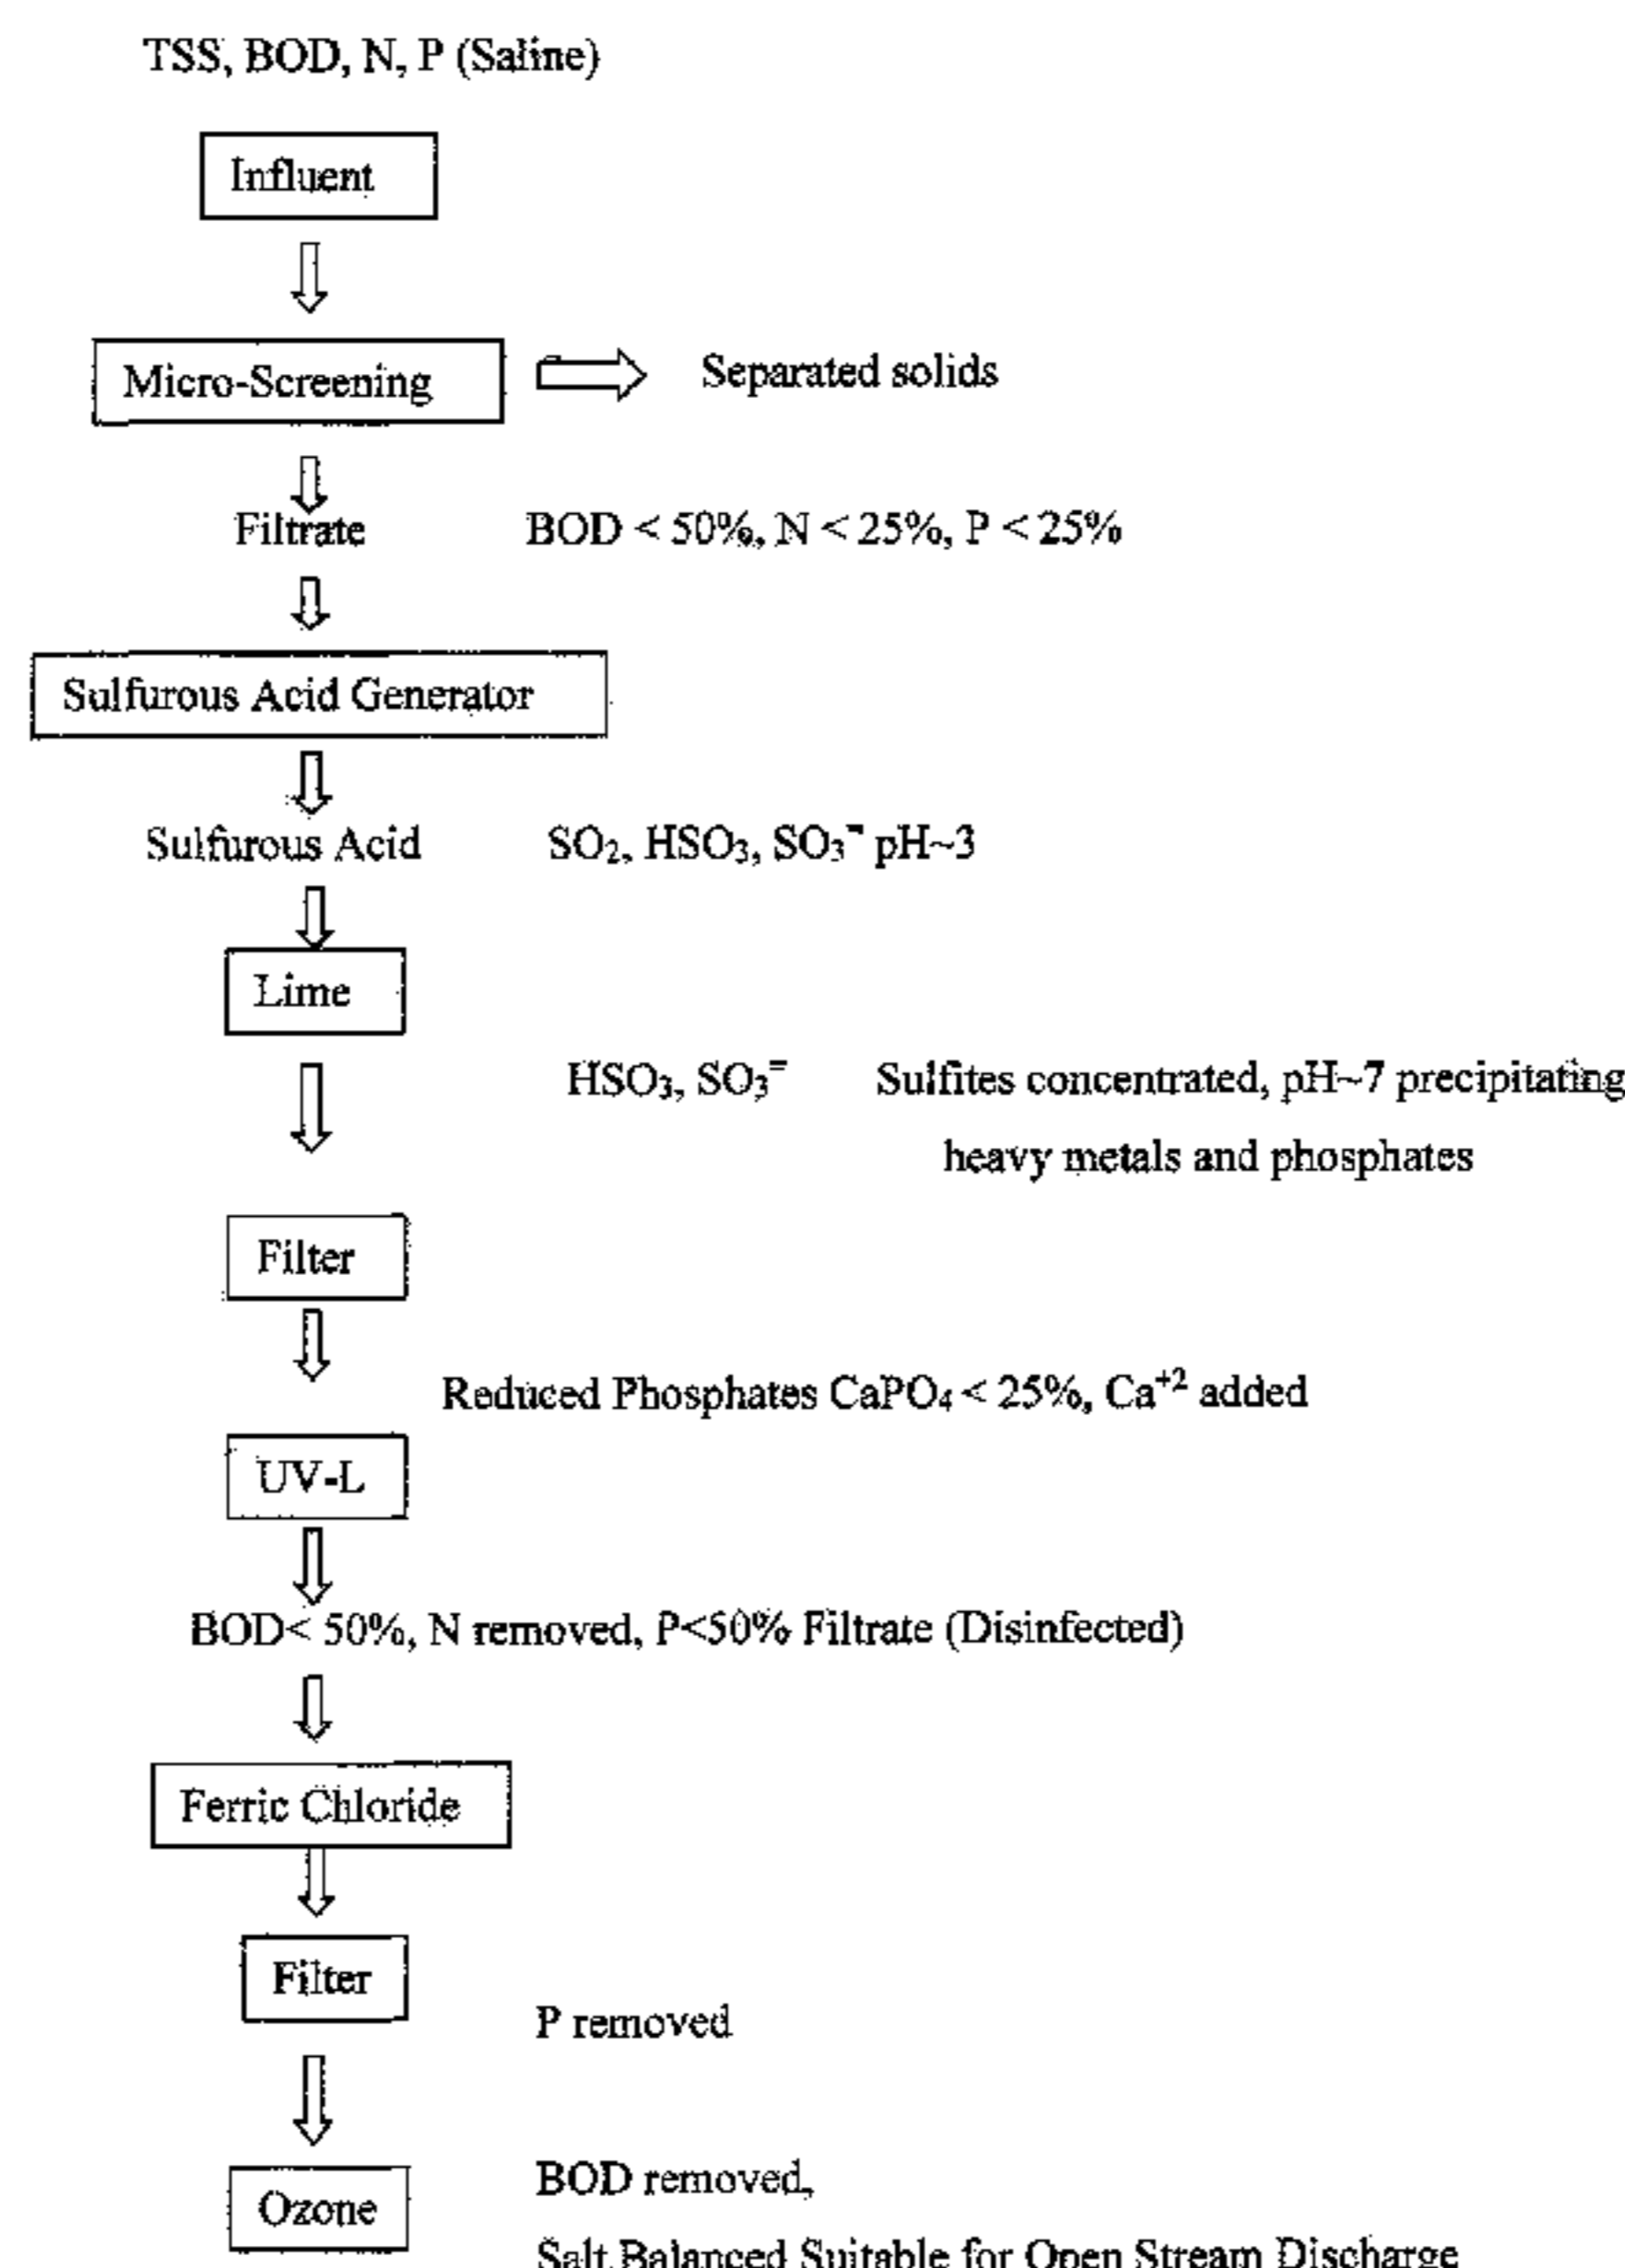 TSS, BOD, N, P (Saline)
Influent
Micro-Screening
Separated solids
Filtrate
BOD < 50%, N < 25%, P < 25%
Sulfurous Acid Generator
Sulfurous Acid
SO₂, HSO₃, SO₃⁼ pH~3
Lime
HSO₃, SO₃⁼
Sulfites concentrated, pH~7 precipitating
heavy metals and phosphates
Filter
Reduced Phosphates CaPO₄ < 25%, Ca⁺² added
UV-L
BOD< 50%, N removed, P<50% Filtrate (Disinfected)
Ferric Chloride
Filter
P removed
Ozone
BOD removed,
Salt Balanced Suitable for Open Stream Discharge